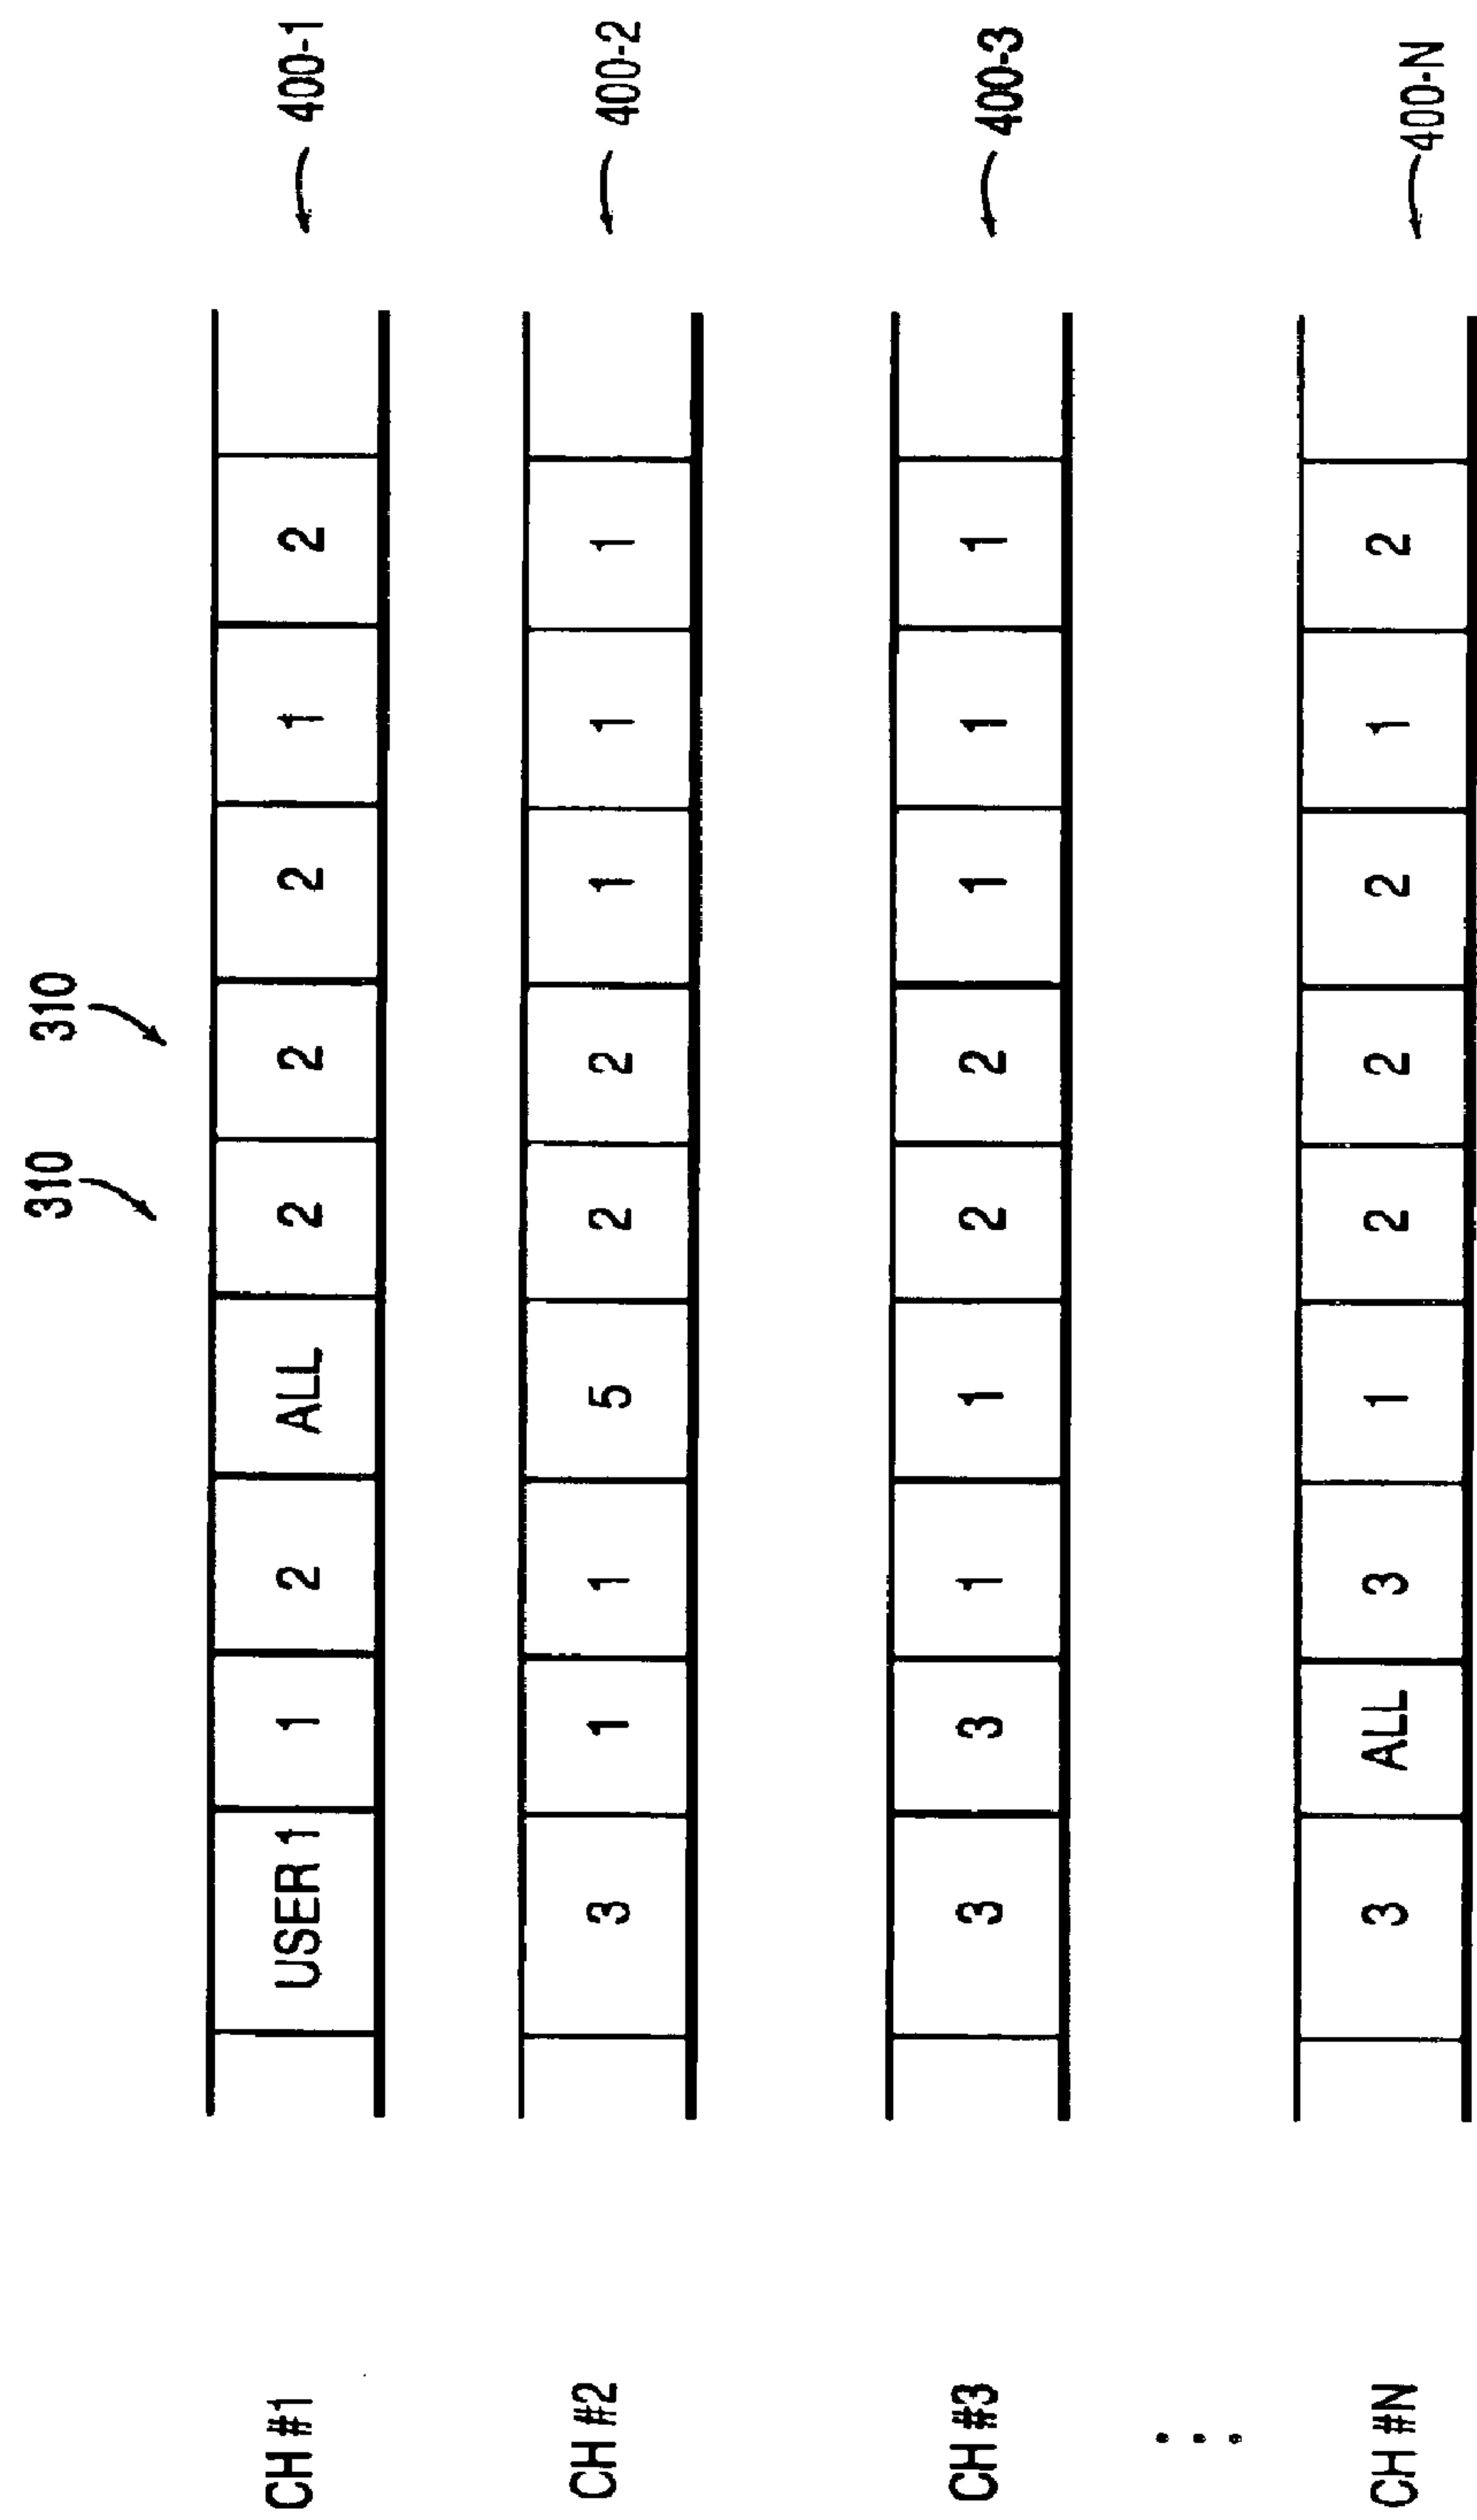 310 310
CH #1 USER 1 1 2 ALL 2 2 2 1 2 400-1
CH #2 3 1 1 5 2 2 1 1 1 400-2
CH #3 3 3 1 1 2 2 1 1 1 400-3
CH #N 3 ALL 3 1 2 2 2 1 2 400-N